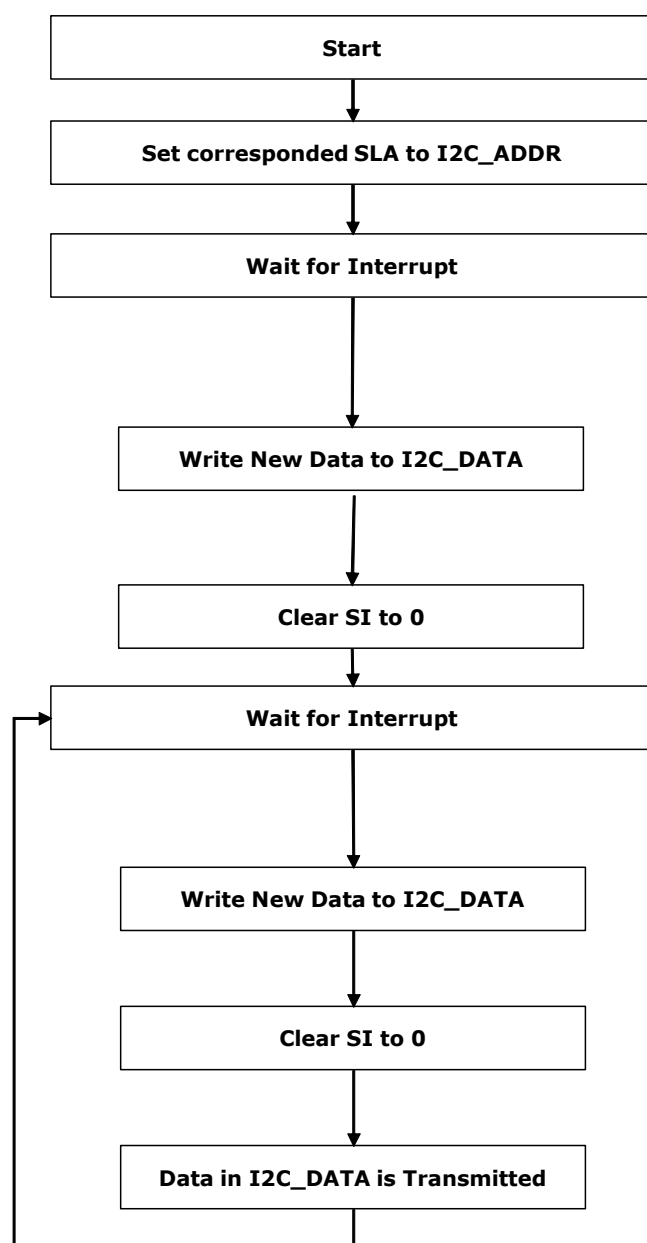 Start
Set corresponded SLA to I2C_ADDR
Wait for Interrupt
Write New Data to I2C_DATA
Clear SI to 0
Wait for Interrupt
Write New Data to I2C_DATA
Clear SI to 0
Data in I2C_DATA is Transmitted